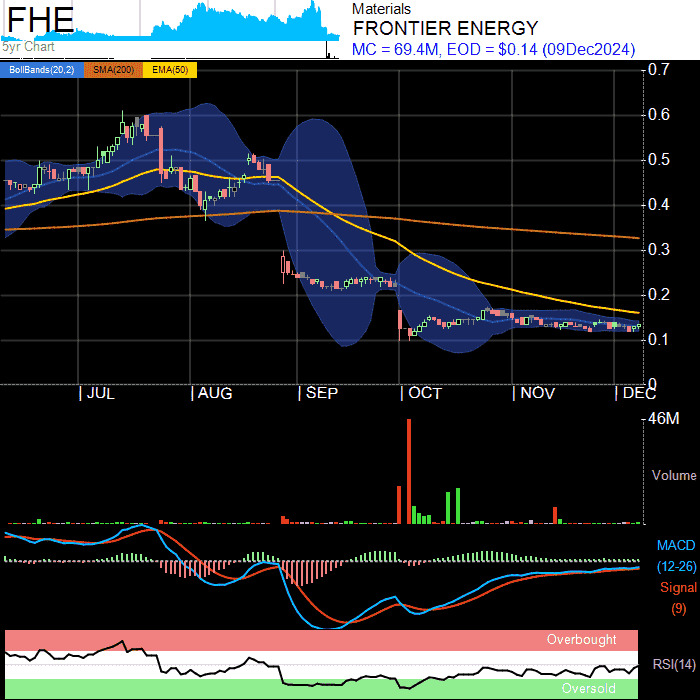 FHE
5yr Chart
Materials
FRONTIER ENERGY
MC = 69.4M, EOD = $0.14 (09Dec2024)
BollBands(20,2) SMA(200) EMA(50)
0.7
0.6
0.5
0.4
0.3
0.2
0.1
0
| JUL | AUG | SEP | OCT | NOV | DEC
46M
Volume
MACD
(12-26)
Signal
(9)
Overbought
RSI(14)
Oversold